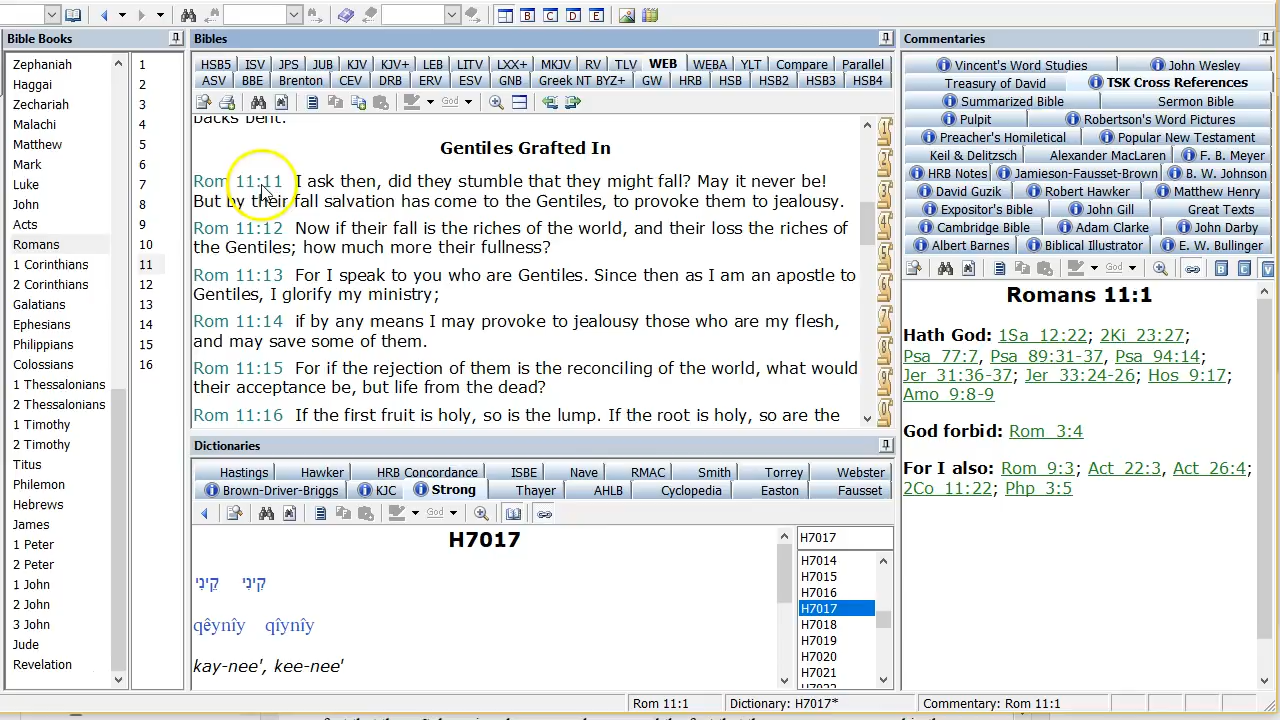 B C D E
Bible Books
Zephaniah
Haggai
Zechariah
Malachi
Matthew
Mark
Luke
John
Acts
Romans
1 Corinthians
2 Corinthians
Galatians
Ephesians
Philippians
Colossians
1 Thessalonians
2 Thessalonians
1 Timothy
2 Timothy
Titus
Philemon
Hebrews
James
1 Peter
2 Peter
1 John
2 John
3 John
Jude
Revelation
1
2
3
4
5
6
7
8
9
10
11
12
13
14
15
16
Bibles
HSB5 ISV JPS JUB KJV KJV+ LEB LITV LXX+ MKJV RV TLV WEB WEBA YLT Compare Parallel
ASV BBE Brenton CEV DRB ERV ESV GNB Greek NT BYZ+ GW HRB HSB HSB2 HSB3 HSB4
God
backs bent.
Gentiles Grafted In
Rom 11:11 I ask then, did they stumble that they might fall? May it never be!
But by their fall salvation has come to the Gentiles, to provoke them to jealousy.
Rom 11:12 Now if their fall is the riches of the world, and their loss the riches of
the Gentiles; how much more their fullness?
Rom 11:13 For I speak to you who are Gentiles. Since then as I am an apostle to
Gentiles, I glorify my ministry;
Rom 11:14 if by any means I may provoke to jealousy those who are my flesh,
and may save some of them.
Rom 11:15 For if the rejection of them is the reconciling of the world, what would
their acceptance be, but life from the dead?
Rom 11:16 If the first fruit is holy, so is the lump. If the root is holy, so are the
1
2
3
4
5
6
7
8
9
0
Dictionaries
Hastings Hawker HRB Concordance ISBE Nave RMAC Smith Torrey Webster
Brown-Driver-Briggs KJC Strong Thayer AHLB Cyclopedia Easton Fausset
God
H7017
קֵינִי קִינִי
qêynîy qîynîy
kay-nee', kee-nee'
H7017
H7014
H7015
H7016
H7017
H7018
H7019
H7020
H7021
Commentaries
Vincent's Word Studies John Wesley
Treasury of David TSK Cross References
Summarized Bible Sermon Bible
Pulpit Robertson's Word Pictures
Preacher's Homiletical Popular New Testament
Keil & Delitzsch Alexander MacLaren F. B. Meyer
HRB Notes Jamieson-Fausset-Brown B. W. Johnson
David Guzik Robert Hawker Matthew Henry
Expositor's Bible John Gill Great Texts
Cambridge Bible Adam Clarke John Darby
Albert Barnes Biblical Illustrator E. W. Bullinger
God B C V
Romans 11:1
Hath God: 1Sa 12:22; 2Ki 23:27;
Psa 77:7, Psa 89:31-37, Psa 94:14;
Jer 31:36-37; Jer 33:24-26; Hos 9:17;
Amo 9:8-9
God forbid: Rom 3:4
For I also: Rom 9:3; Act 22:3, Act 26:4;
2Co 11:22; Php 3:5
Rom 11:1 Dictionary: H7017* Commentary: Rom 11:1